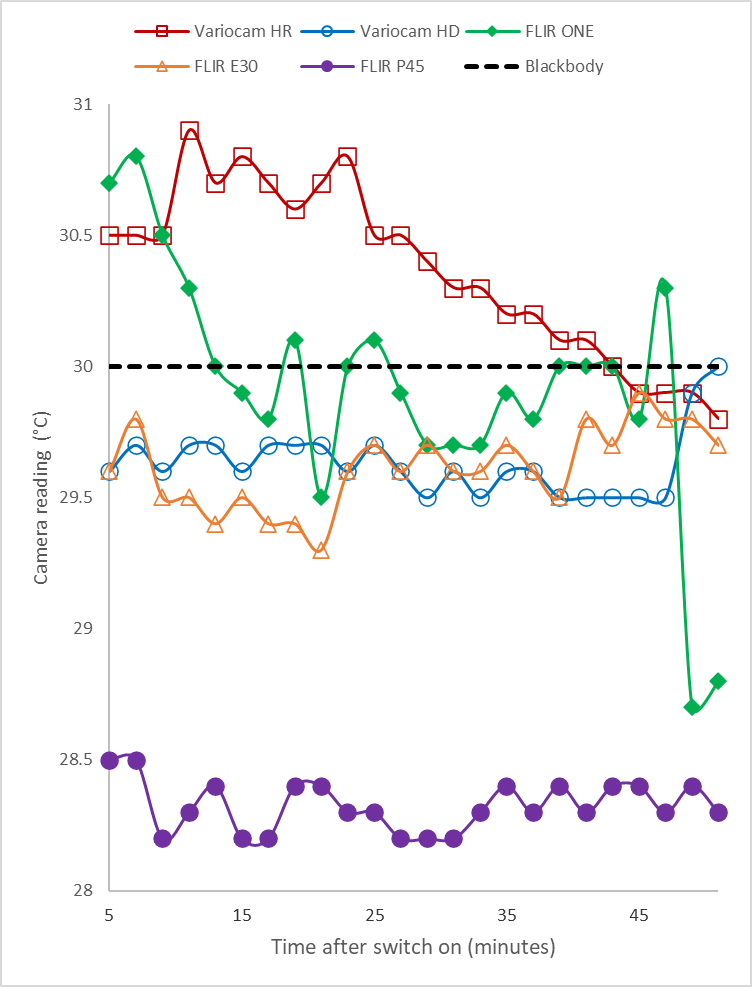 Variocam HR Variocam HD FLIR ONE
FLIR E30 FLIR P45 Blackbody
31
30.5
30
29.5
29
28.5
28
Camera reading (°C)
5 15 25 35 45
Time after switch on (minutes)